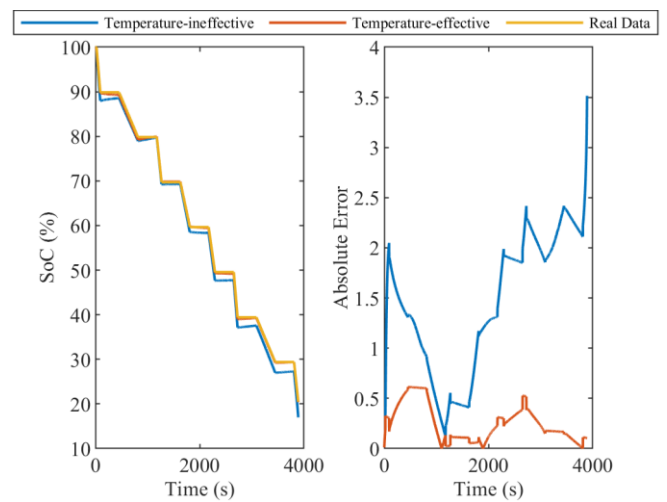 Temperature-ineffective Temperature-effective Real Data
100
90
80
70
60
50
40
30
20
10
SoC (%)
0 2000 4000
Time (s)
4
3.5
3
2.5
2
1.5
1
0.5
0
Absolute Error
0 2000 4000
Time (s)